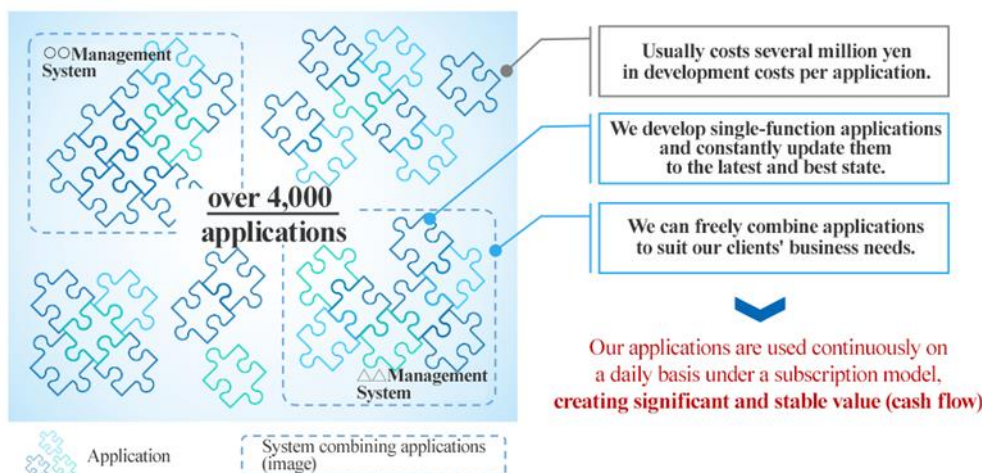 ○○Management
System
over 4,000
applications
△△Management
System
Application
System combining applications
(image)
Usually costs several million yen
in development costs per application.
We develop single-function applications
and constantly update them
to the latest and best state.
We can freely combine applications
to suit our clients' business needs.
Our applications are used continuously on
a daily basis under a subscription model,
creating significant and stable value (cash flow)